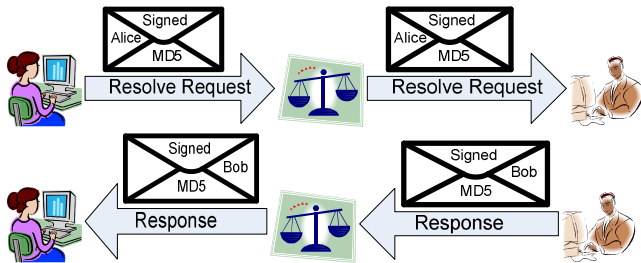 Signed
Alice
MD5
Resolve Request
Signed
Alice
MD5
Resolve Request
Signed
Bob
MD5
Response
Signed
Bob
MD5
Response